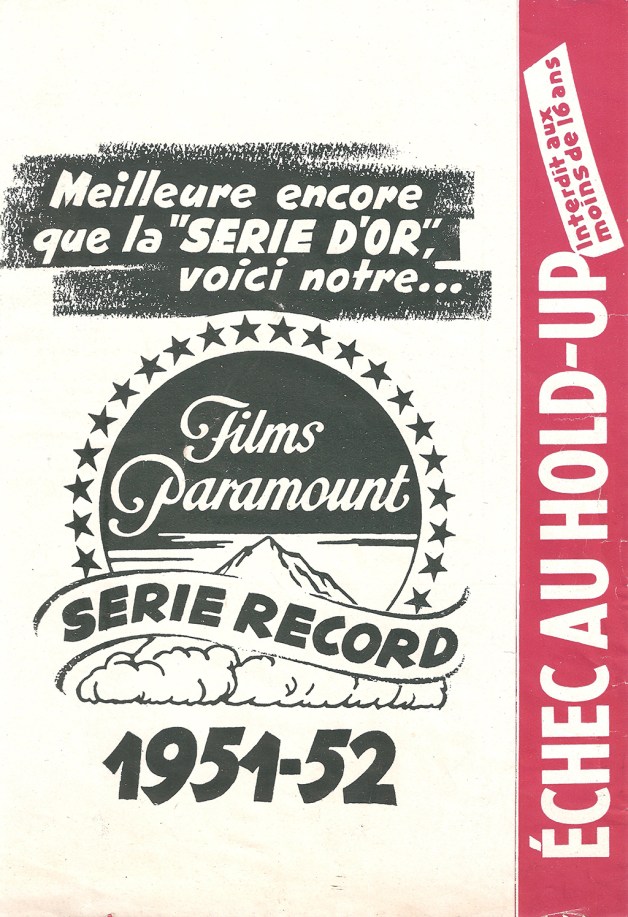 Meilleure encore
que la "SERIE D'OR",
voici notre...
Films
Paramount
SERIE RECORD
1951-52
ÉCHEC AU HOLD-UP
Interdit aux
moins de 16 ans